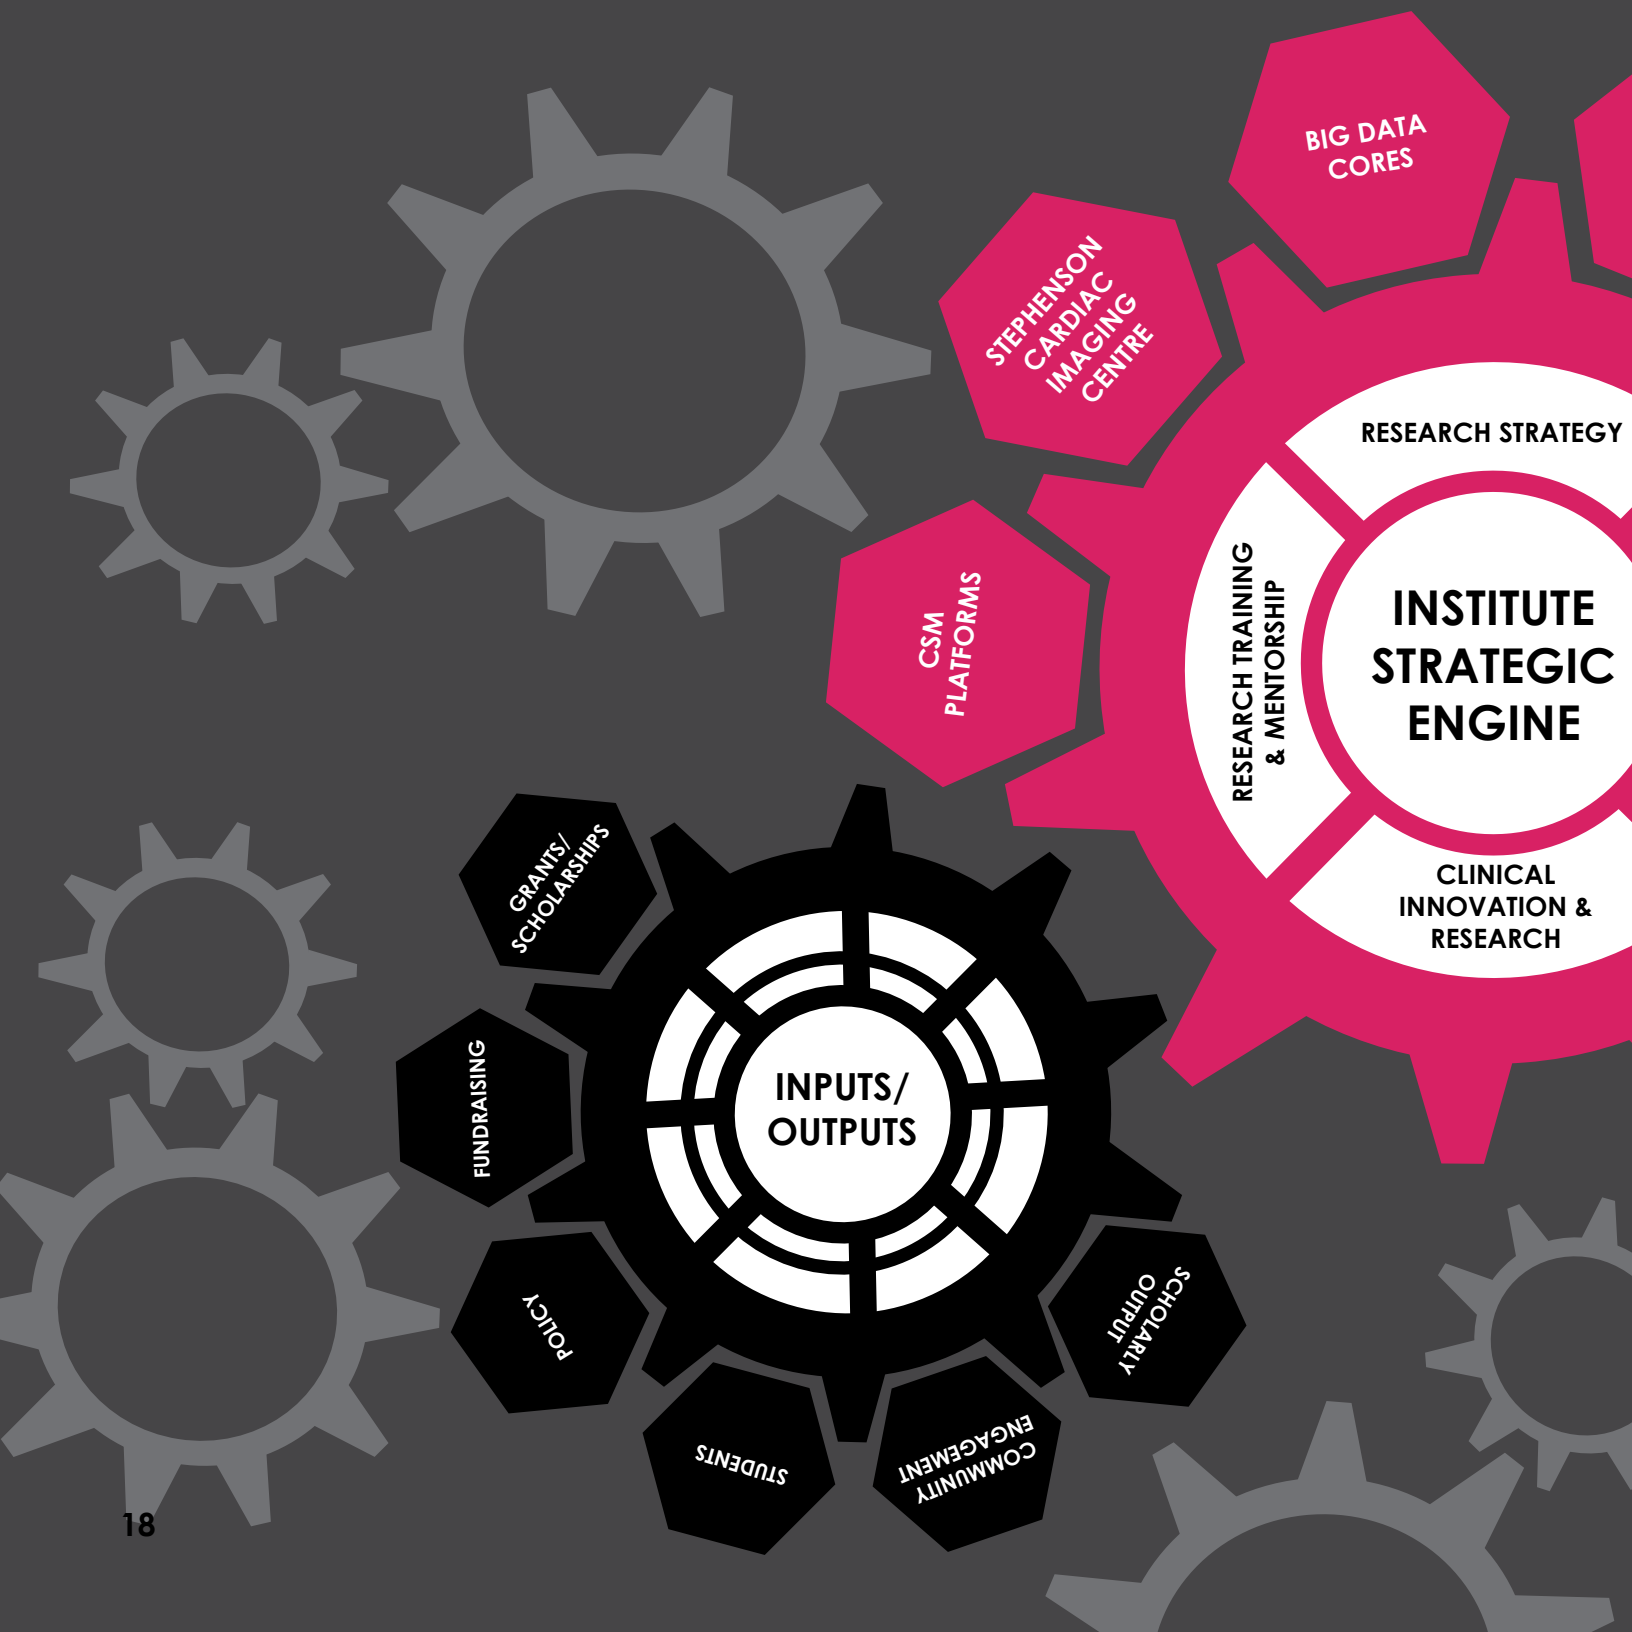 BIG DATA
CORES
STEPHENSON
CARDIAC
IMAGING
CENTRE
CSM
PLATFORMS
RESEARCH STRATEGY
RESEARCH TRAINING
& MENTORSHIP
INSTITUTE
STRATEGIC
ENGINE
CLINICAL
INNOVATION &
RESEARCH
GRANTS/
SCHOLARSHIPS
FUNDRAISING
INPUTS/
OUTPUTS
POLICY
STUDENTS
COMMUNITY
ENGAGEMENT
SCHOLARLY
OUTPUT
18